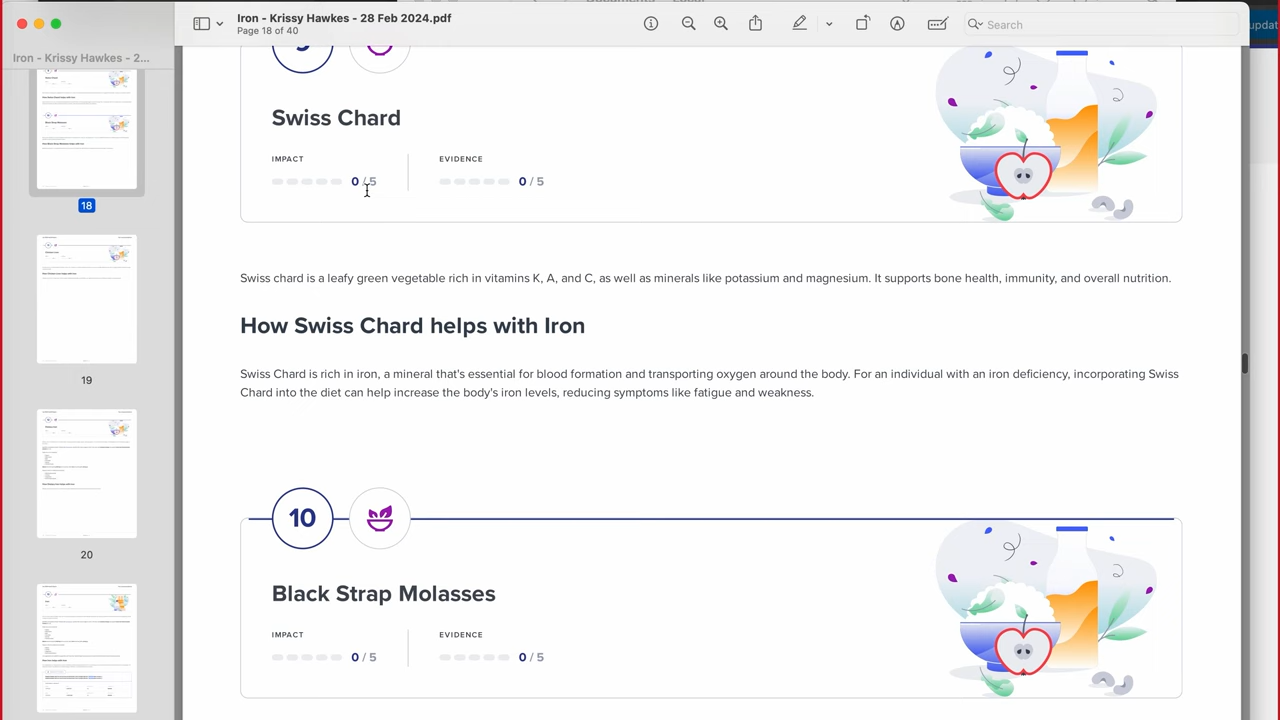 Iron - Krissy Hawkes - 28 Feb 2024.pdf
Page 18 of 40
Search
updat
Iron - Krissy Hawkes - 2...
18
19
20
Swiss Chard
IMPACT
EVIDENCE
0 / 5
0 / 5
Swiss chard is a leafy green vegetable rich in vitamins K, A, and C, as well as minerals like potassium and magnesium. It supports bone health, immunity, and overall nutrition.
How Swiss Chard helps with Iron
Swiss Chard is rich in iron, a mineral that's essential for blood formation and transporting oxygen around the body. For an individual with an iron deficiency, incorporating Swiss
Chard into the diet can help increase the body's iron levels, reducing symptoms like fatigue and weakness.
10
Black Strap Molasses
IMPACT
EVIDENCE
0 / 5
0 / 5